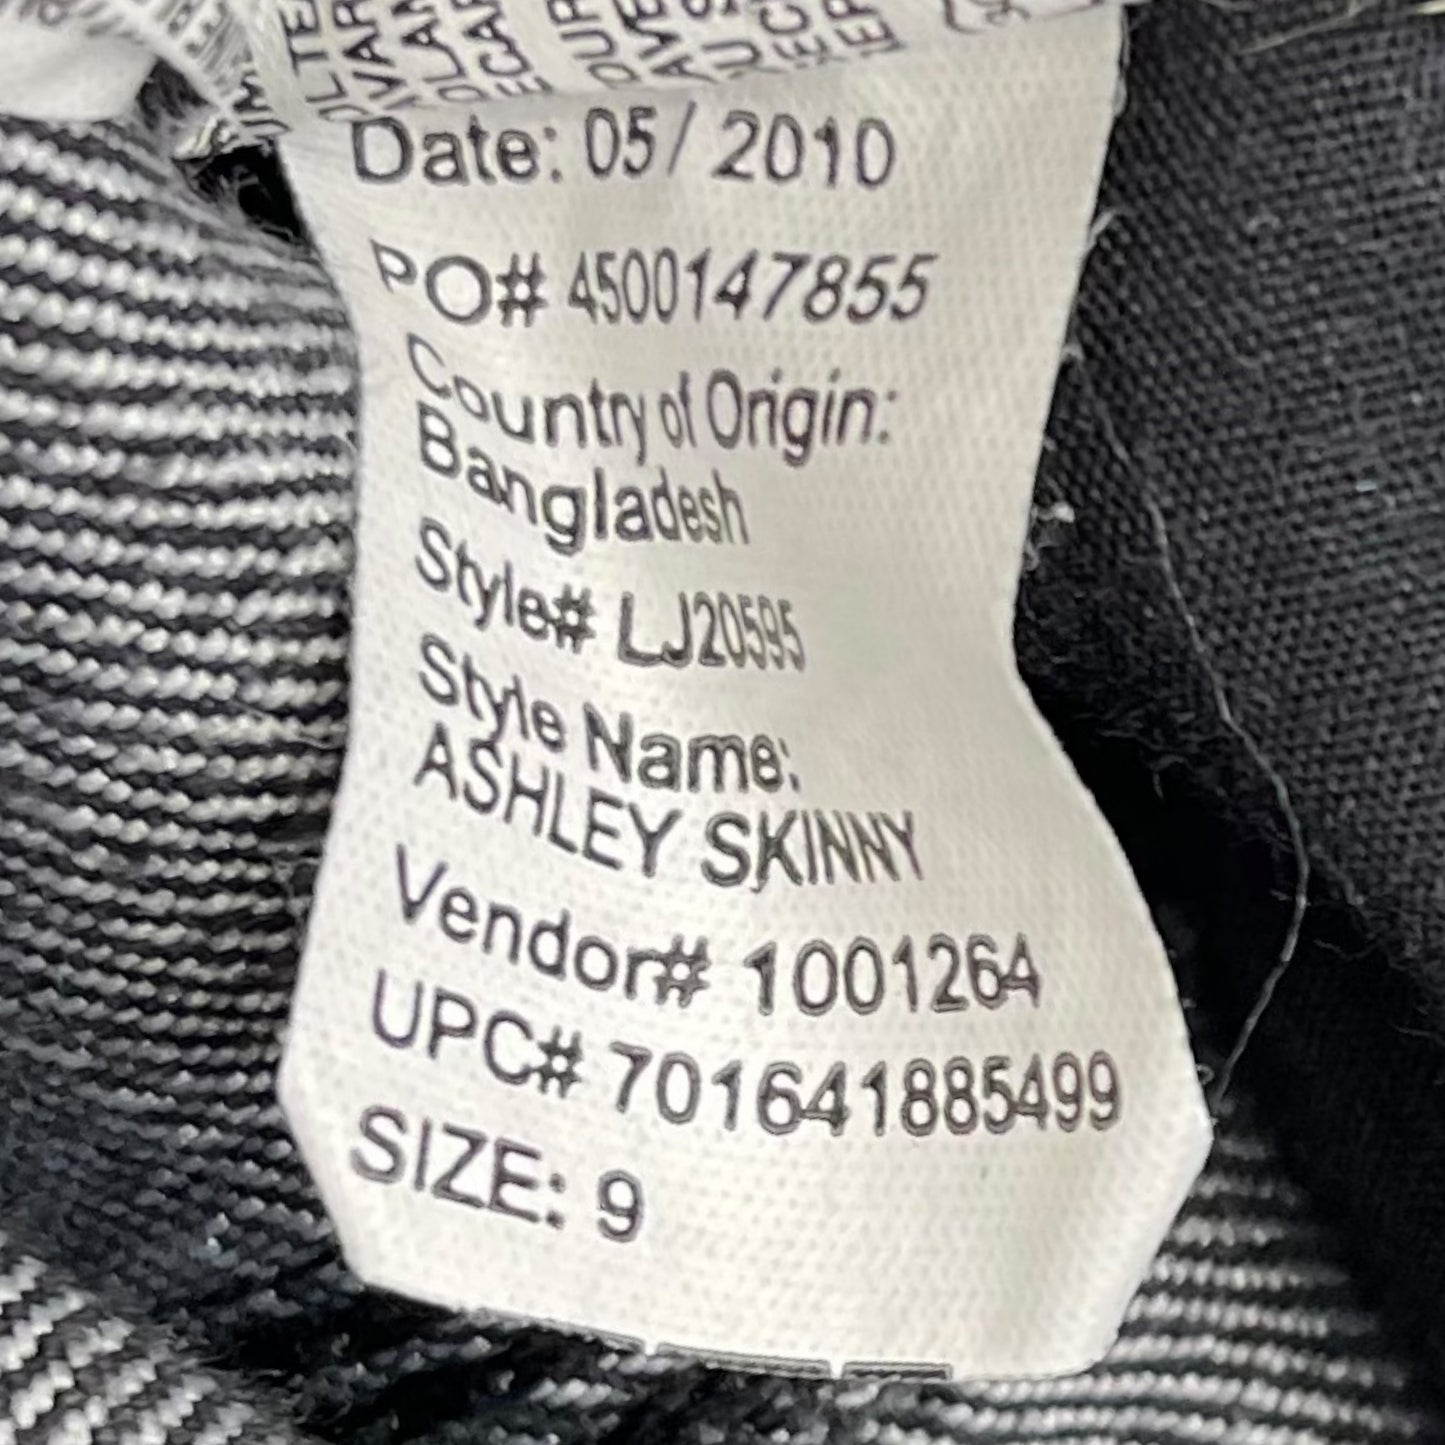 Date: 05/ 2010
PO# 4500147855
Country of Origin:
Bangladesh
Style# LJ20595
Style Name:
ASHLEY SKINNY
Vendor# 1001264
UPC# 701641885499
SIZE: 9